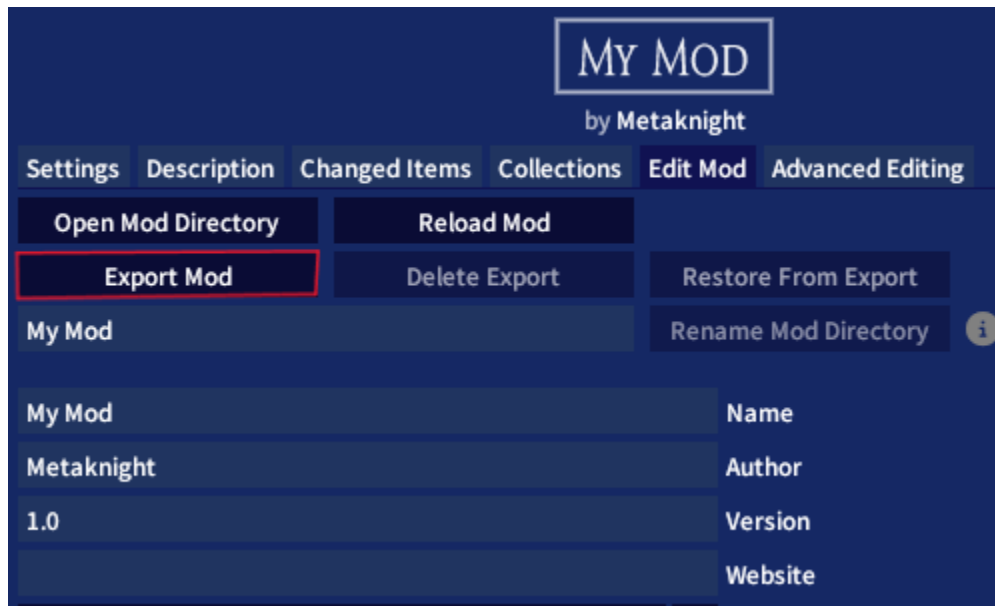 My Mod
by Metaknight
Settings Description Changed Items Collections Edit Mod Advanced Editing
Open Mod Directory Reload Mod
Export Mod Delete Export Restore From Export
My Mod Rename Mod Directory i
My Mod Name
Metaknight Author
1.0 Version
Website